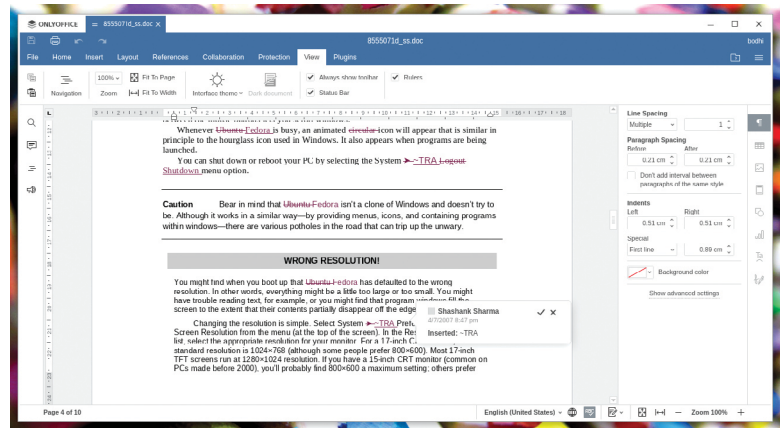 ONLYOFFICE
8555071d_ss.doc ×
8555071d_ss.doc
bodhi
File Home Insert Layout References Collaboration Protection View Plugins
Navigation
100%
Zoom
Fit To Page
Fit To Width
Interface theme
Dark document
Always show toolbar
Status Bar
Rulers
Whenever Ubuntu Fedora is busy, an animated circular icon will appear that is similar in
principle to the hourglass icon used in Windows. It also appears when programs are being
launched.
You can shut down or reboot your PC by selecting the System ➤ ~TRA Logout
Shutdown menu option.
Caution Bear in mind that Ubuntu Fedora isn't a clone of Windows and doesn't try to
be. Although it works in a similar way—by providing menus, icons, and containing programs
within windows—there are various potholes in the road that can trip up the unwary.
WRONG RESOLUTION!
You might find when you boot up that Ubuntu Fedora has defaulted to the wrong
resolution. In other words, everything might be a little too large or too small. You might
have trouble reading text, for example, or you might find that program windows fill the
screen to the extent that their contents partially disappear off the edge
Changing the resolution is simple. Select System ➤ ~TRA Prefe
Screen Resolution from the menu (at the top of the screen). In the Res
list, select the appropriate resolution for your monitor. For a 17-inch C
standard resolution is 1024×768 (although some people prefer 800×600). Most 17-inch
TFT screens run at 1280×1024 resolution. If you have a 15-inch CRT monitor (common on
PCs made before 2000), you'll probably find 800×600 a maximum setting; others prefer
Shashank Sharma
4/7/2007 8:47 pm
Inserted: ~TRA
Line Spacing
Multiple 1
Paragraph Spacing
Before After
0.21 cm 0.21 cm
Don't add interval between
paragraphs of the same style
Indents
Left Right
0.51 cm 0.51 cm
Special
First line 0.89 cm
Background color
Show advanced settings
Page 4 of 10
English (United States)
Zoom 100%